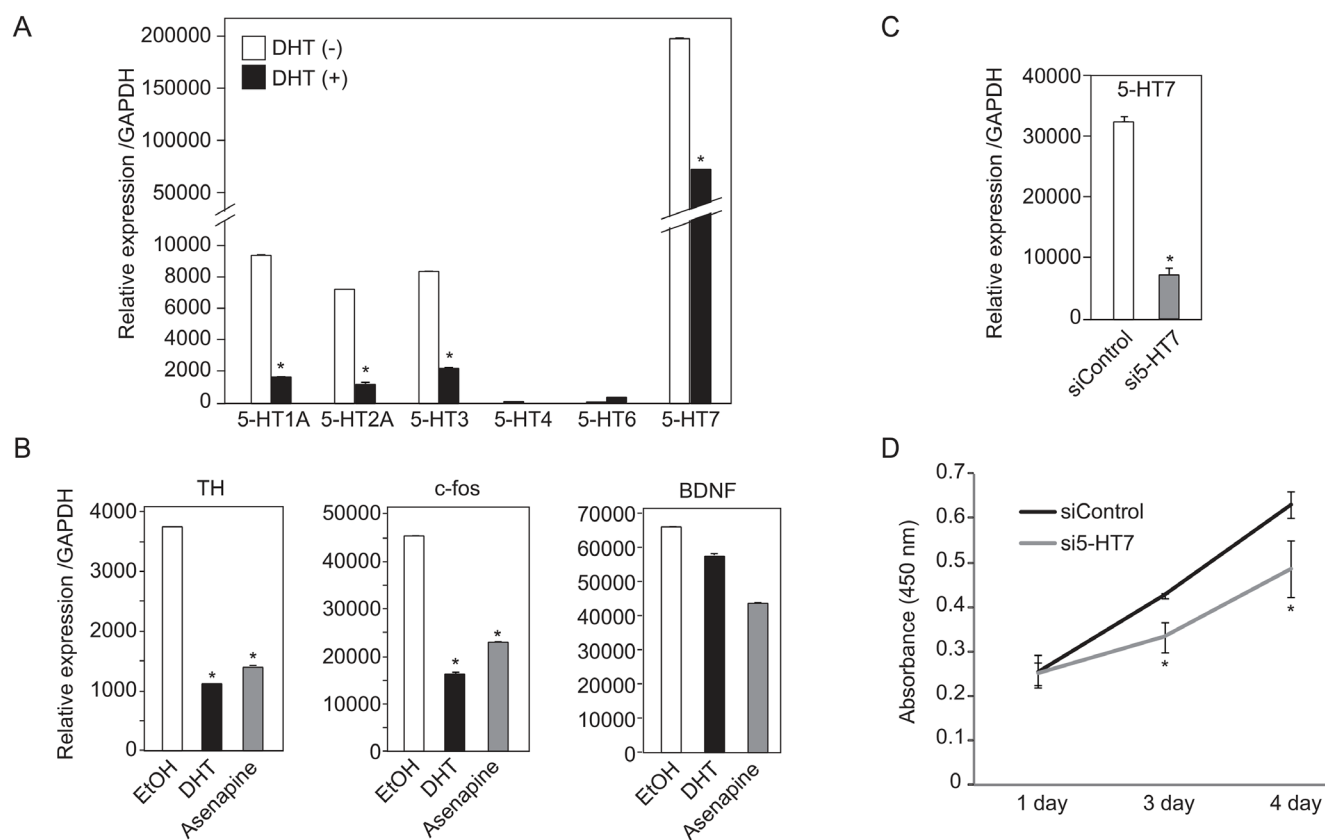 A
Relative expression /GAPDH
200000
150000
100000
50000
10000
8000
6000
4000
2000
0
DHT (-)
DHT (+)
*
*
*
*
5-HT1A
5-HT2A
5-HT3
5-HT4
5-HT6
5-HT7
C
Relative expression /GAPDH
40000
30000
20000
10000
0
5-HT7
*
siControl
si5-HT7
B
Relative expression /GAPDH
TH
4000
3000
2000
1000
0
*
*
EtOH
DHT
Asenapine
c-fos
50000
45000
20000
25000
20000
15000
10000
5000
0
*
*
EtOH
DHT
Asenapine
BDNF
70000
60000
50000
40000
30000
20000
10000
0
EtOH
DHT
Asenapine
D
Absorbance (450 nm)
0.7
0.6
0.5
0.4
0.3
0.2
0.1
0
siControl
si5-HT7
*
*
1 day
3 day
4 day